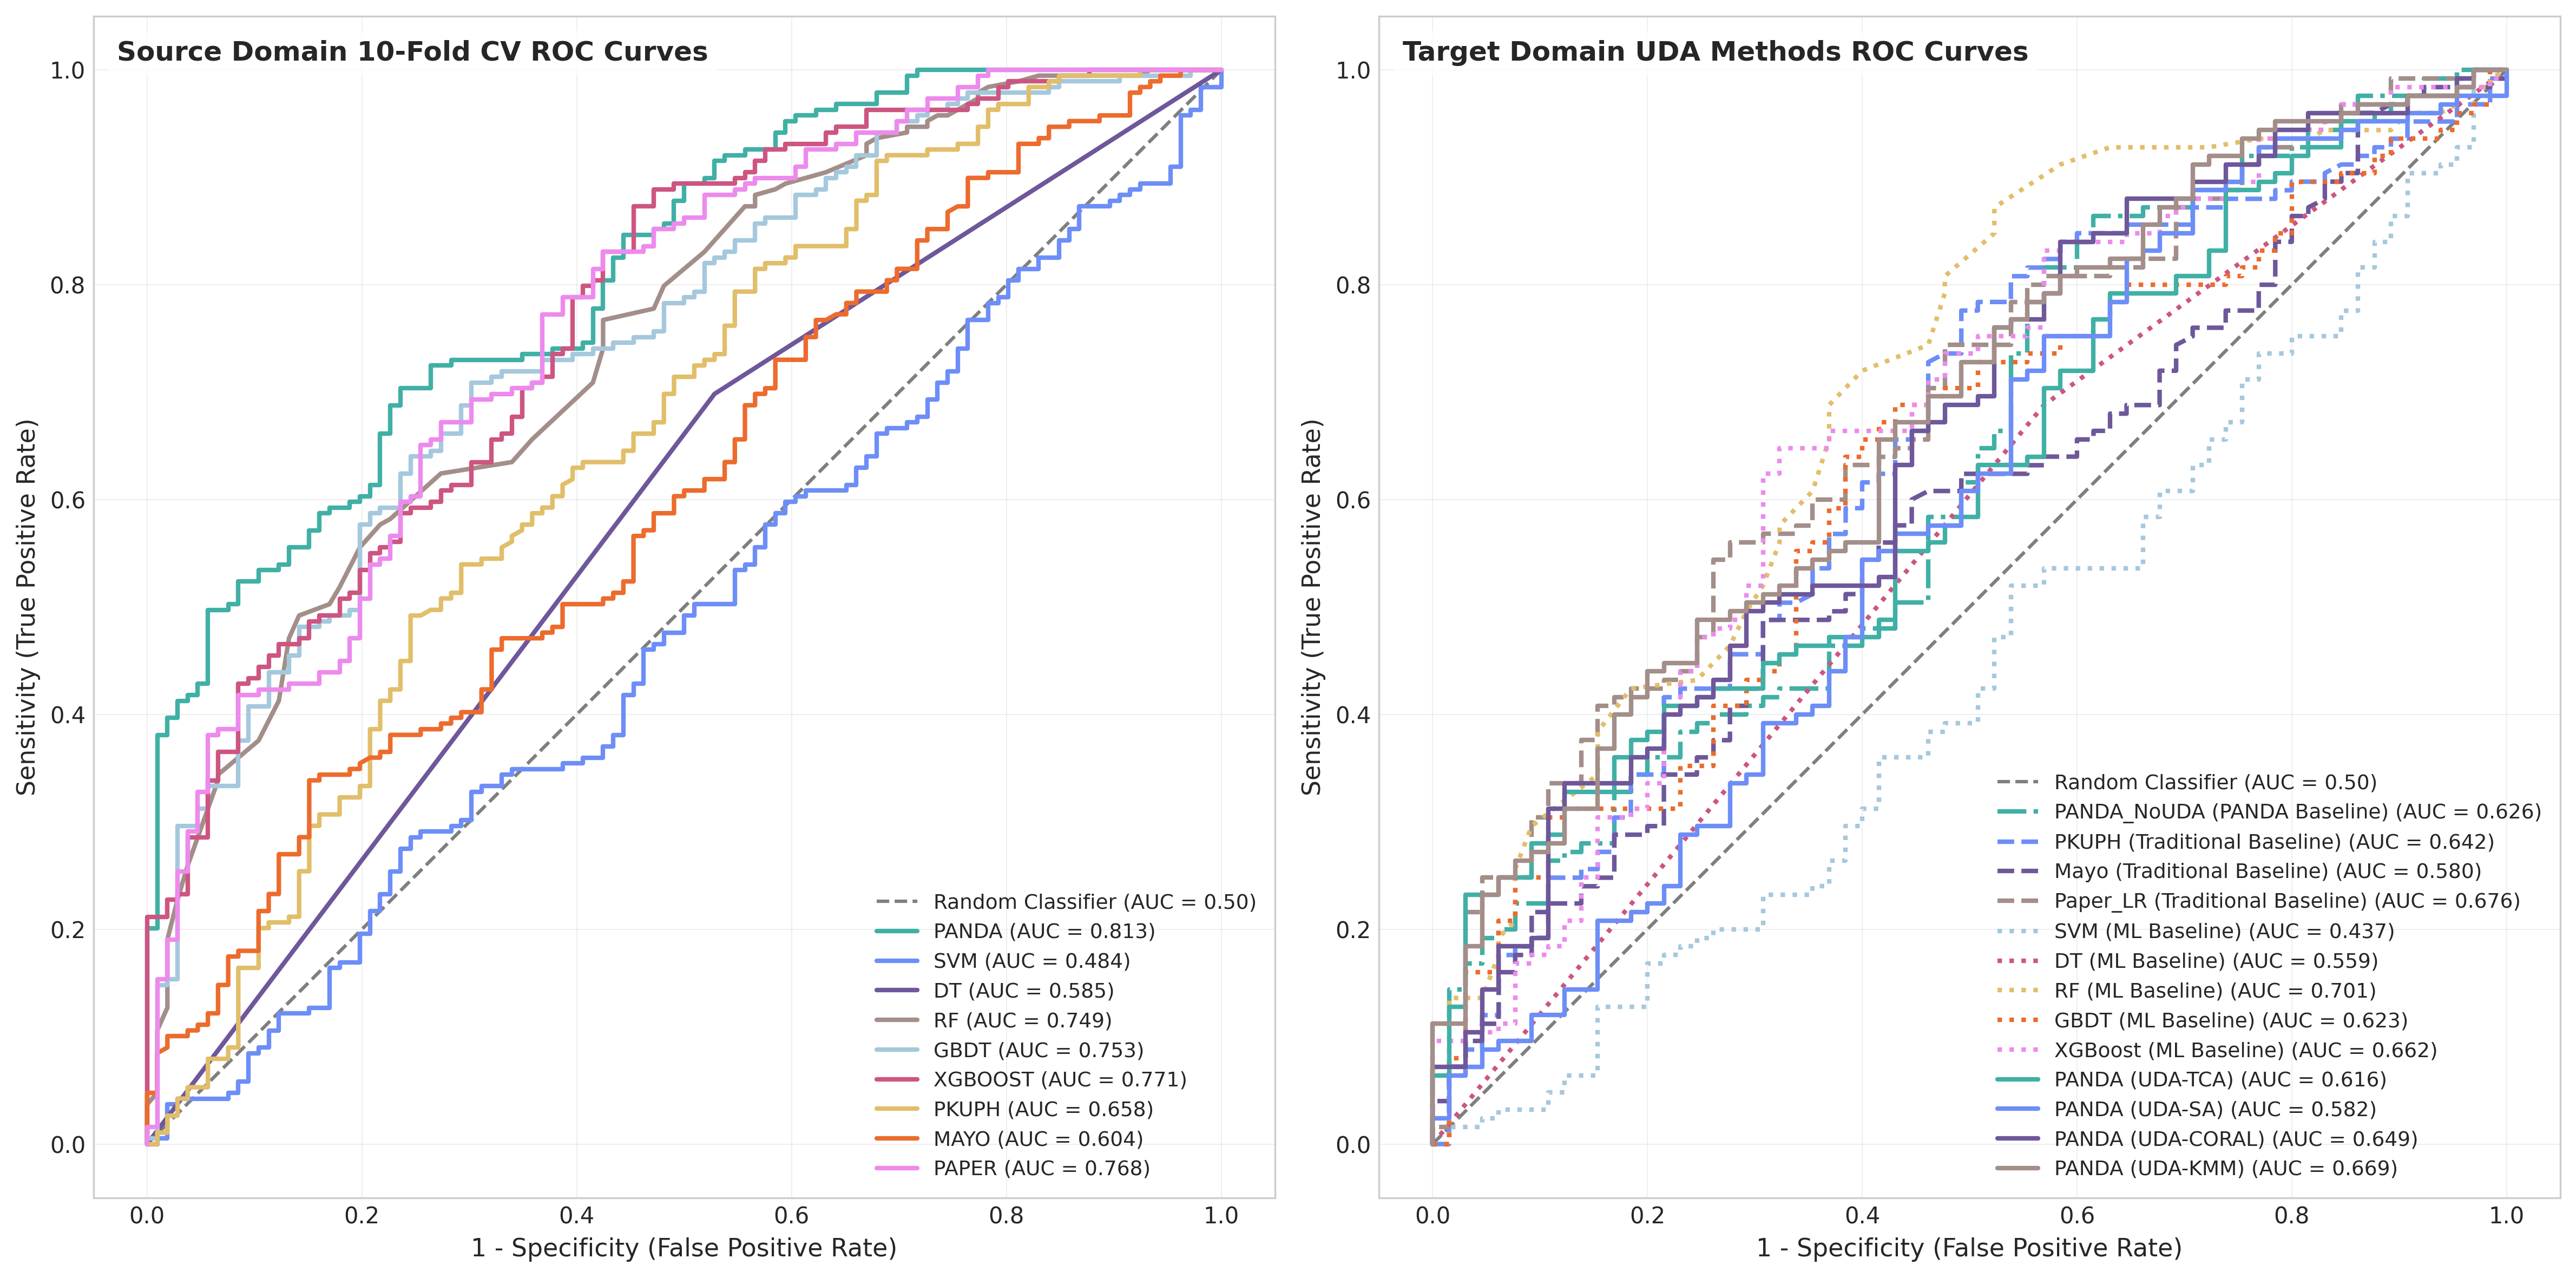 Source Domain 10-Fold CV ROC Curves
Sensitivity (True Positive Rate)
1.0
0.8
0.6
0.4
0.2
0.0
Random Classifier (AUC = 0.50)
PANDA (AUC = 0.813)
SVM (AUC = 0.484)
DT (AUC = 0.585)
RF (AUC = 0.749)
GBDT (AUC = 0.753)
XGBOOST (AUC = 0.771)
PKUPH (AUC = 0.658)
MAYO (AUC = 0.604)
PAPER (AUC = 0.768)
0.0 0.2 0.4 0.6 0.8 1.0
1 - Specificity (False Positive Rate)
Target Domain UDA Methods ROC Curves
Sensitivity (True Positive Rate)
1.0
0.8
0.6
0.4
0.2
0.0
Random Classifier (AUC = 0.50)
PANDA_NoUDA (PANDA Baseline) (AUC = 0.626)
PKUPH (Traditional Baseline) (AUC = 0.642)
Mayo (Traditional Baseline) (AUC = 0.580)
Paper_LR (Traditional Baseline) (AUC = 0.676)
SVM (ML Baseline) (AUC = 0.437)
DT (ML Baseline) (AUC = 0.559)
RF (ML Baseline) (AUC = 0.701)
GBDT (ML Baseline) (AUC = 0.623)
XGBoost (ML Baseline) (AUC = 0.662)
PANDA (UDA-TCA) (AUC = 0.616)
PANDA (UDA-SA) (AUC = 0.582)
PANDA (UDA-CORAL) (AUC = 0.649)
PANDA (UDA-KMM) (AUC = 0.669)
0.0 0.2 0.4 0.6 0.8 1.0
1 - Specificity (False Positive Rate)